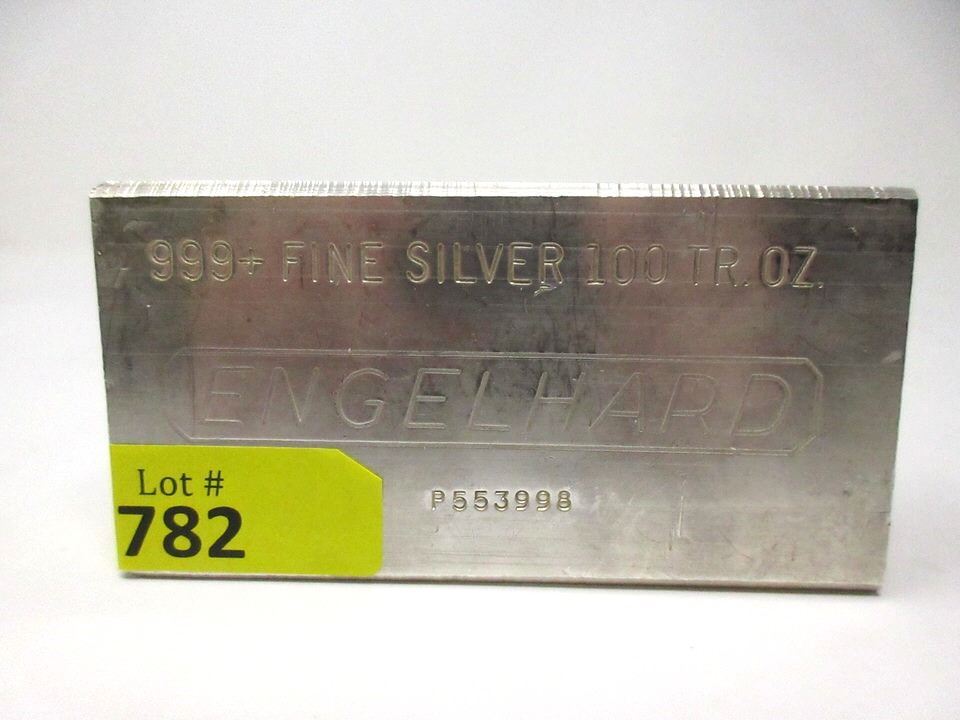 999+ FINE SILVER 100 TR. OZ.
ENGELHARD
P553998
Lot #
782